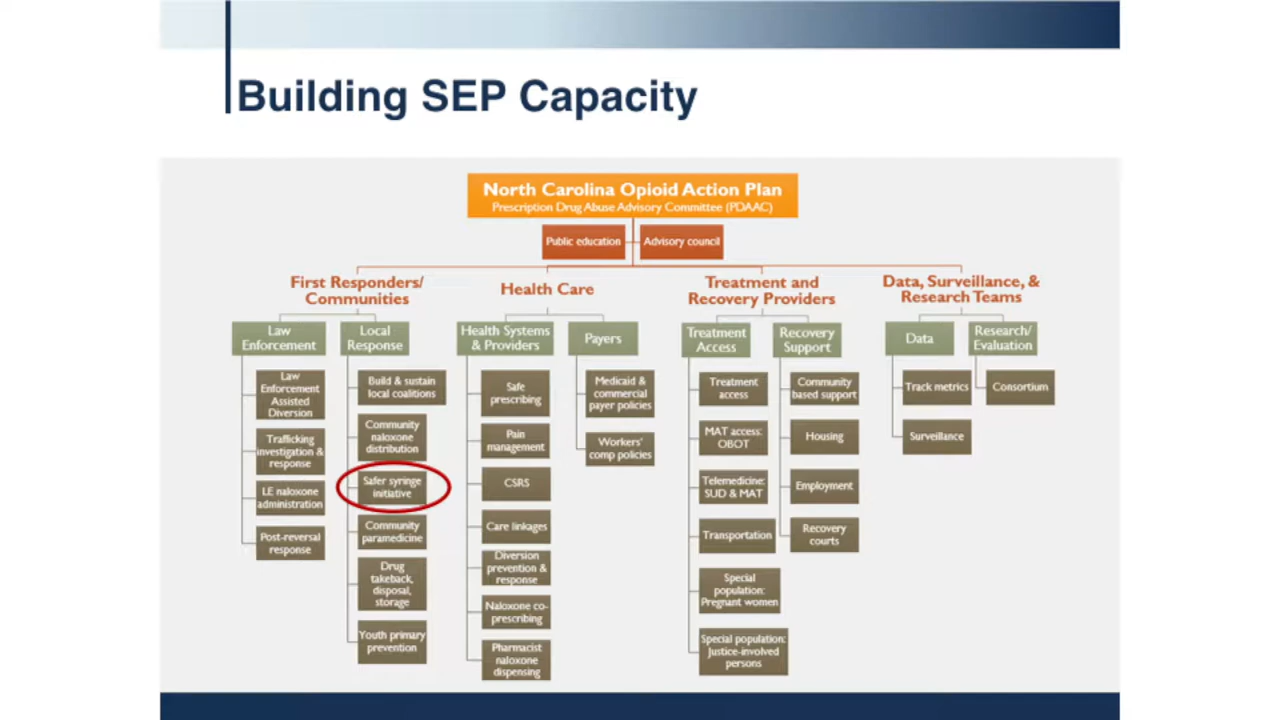 Building SEP Capacity
North Carolina Opioid Action Plan
Prescription Drug Abuse Advisory Committee (PDAAC)
Public education
Advisory council
First Responders/
Communities
Health Care
Treatment and
Recovery Providers
Data, Surveillance, &
Research Teams
Law
Enforcement
Local
Response
Health Systems
& Providers
Payers
Treatment
Access
Recovery
Support
Data
Research/
Evaluation
Law
Enforcement
Assisted
Diversion
Trafficking
investigation &
response
LE naloxone
administration
Post-reversal
response
Build & sustain
local coalitions
Community
naloxone
distribution
Safer syringe
initiative
Community
paramedicine
Drug
takeback,
disposal,
storage
Youth primary
prevention
Safe
prescribing
Pain
management
CSRS
Care linkages
Diversion
prevention &
response
Naloxone co-
prescribing
Pharmacist
naloxone
dispensing
Medicaid &
commercial
payer policies
Workers'
comp policies
Treatment
access
MAT access:
OBOT
Telemedicine:
SUD & MAT
Transportation
Special
population:
Pregnant women
Special population:
Justice-involved
persons
Community
based support
Housing
Employment
Recovery
courts
Track metrics
Surveillance
Consortium